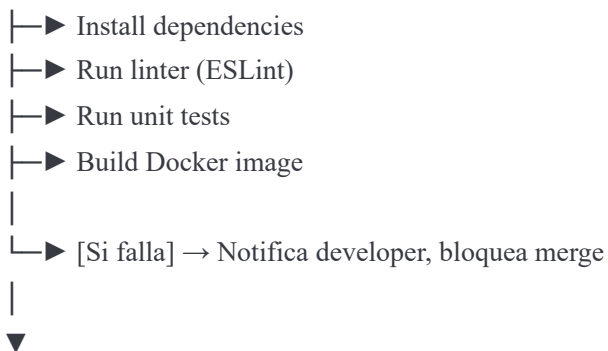 ├─► Install dependencies
├─► Run linter (ESLint)
├─► Run unit tests
├─► Build Docker image
│
└─► [Si falla] → Notifica developer, bloquea merge
│
▼